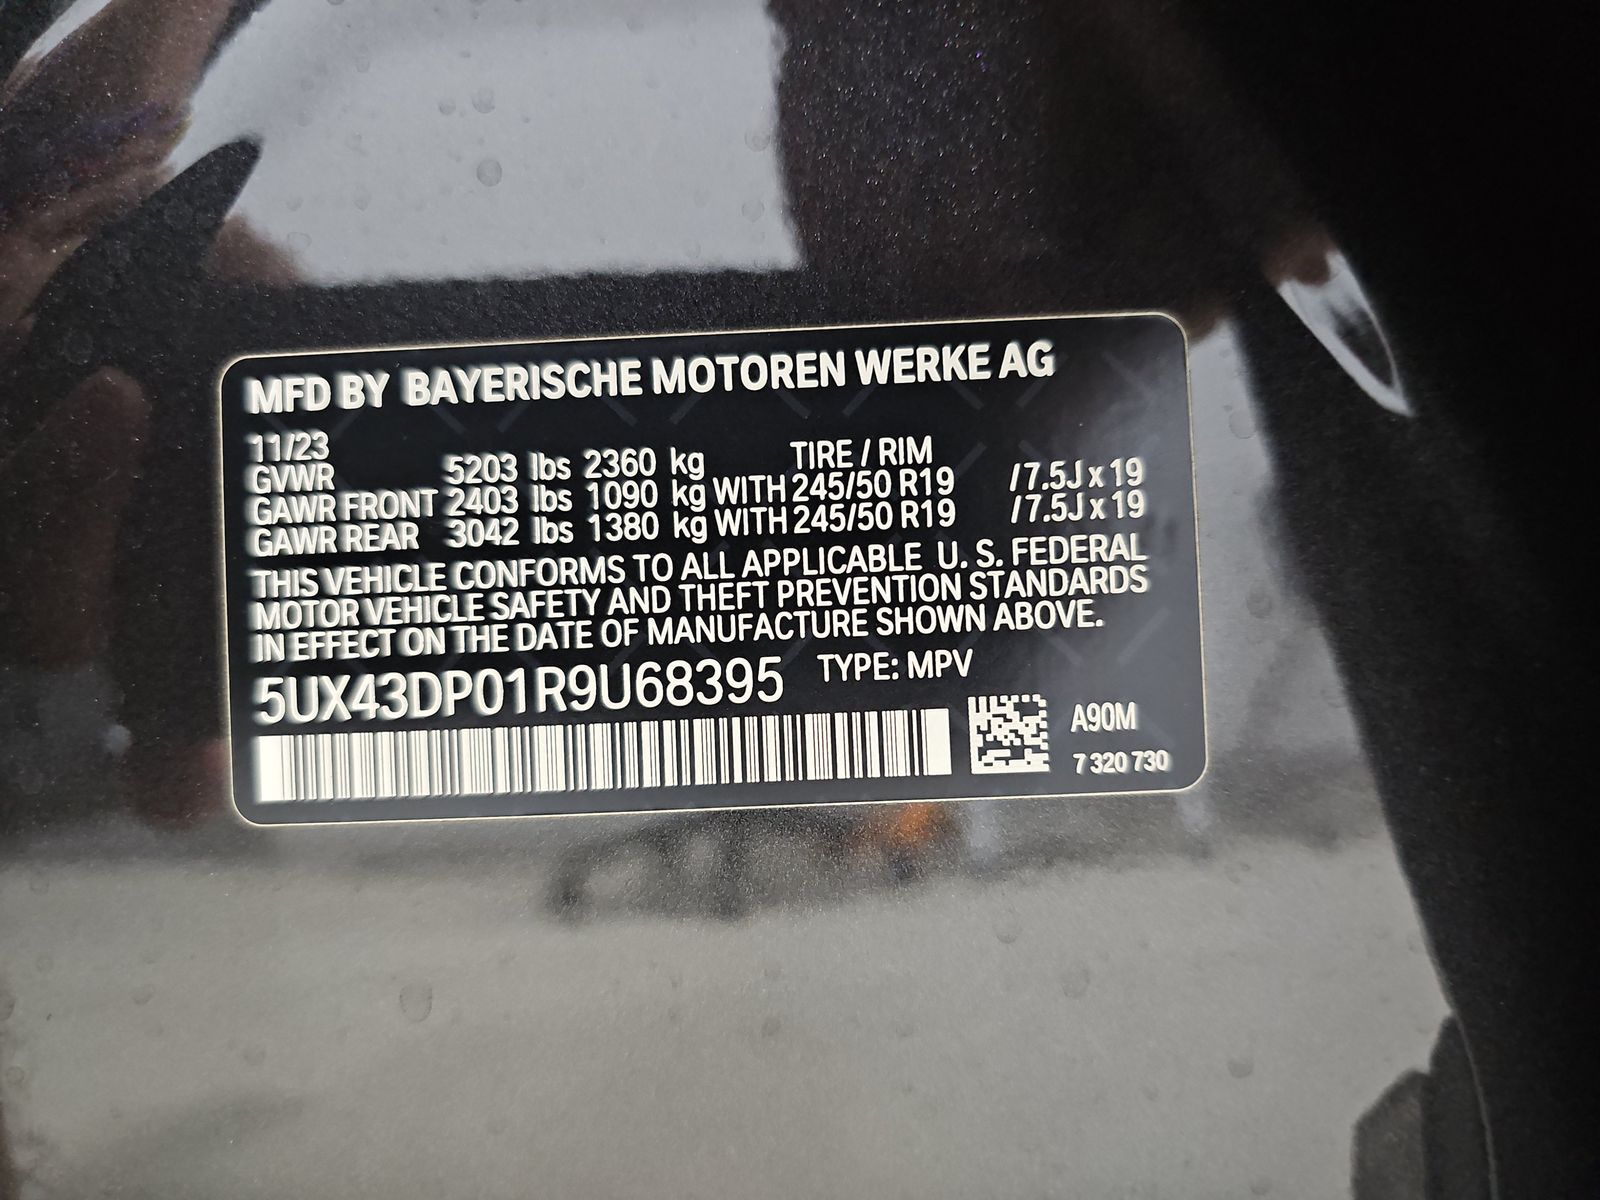 MFD BY BAYERISCHE MOTOREN WERKE AG
11/23
GVWR 5203 lbs 2360 kg TIRE / RIM
GAWR FRONT 2403 lbs 1090 kg WITH 245/50 R19 /7.5J x 19
GAWR REAR 3042 lbs 1380 kg WITH 245/50 R19 /7.5J x 19
THIS VEHICLE CONFORMS TO ALL APPLICABLE U. S. FEDERAL
MOTOR VEHICLE SAFETY AND THEFT PREVENTION STANDARDS
IN EFFECT ON THE DATE OF MANUFACTURE SHOWN ABOVE.
5UX43DP01R9U68395 TYPE: MPV
A90M
7 320 730